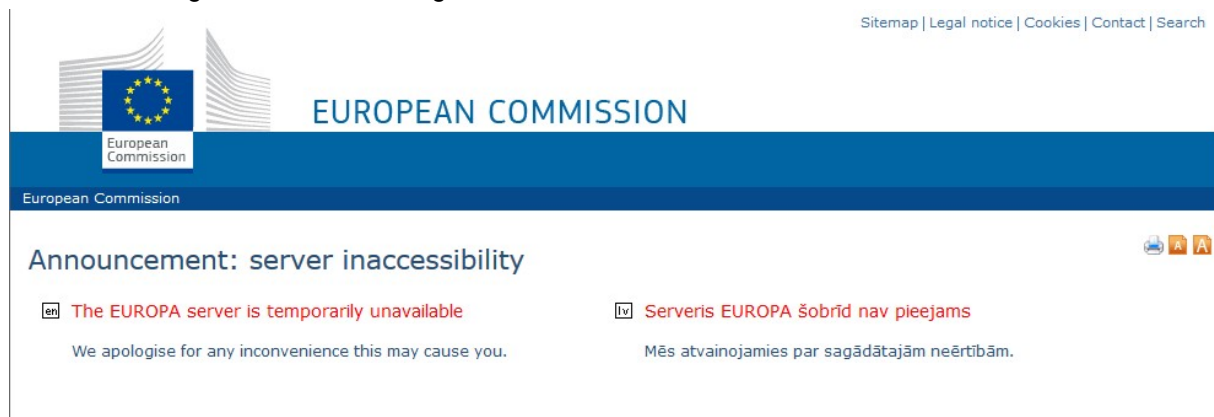 Sitemap | Legal notice | Cookies | Contact | Search
EUROPEAN COMMISSION
European
Commission
European Commission
Announcement: server inaccessibility
A A
en The EUROPA server is temporarily unavailable
We apologise for any inconvenience this may cause you.
lv Serveris EUROPA šobrīd nav pieejams
Mēs atvainojamies par sagādātajām neērtībām.